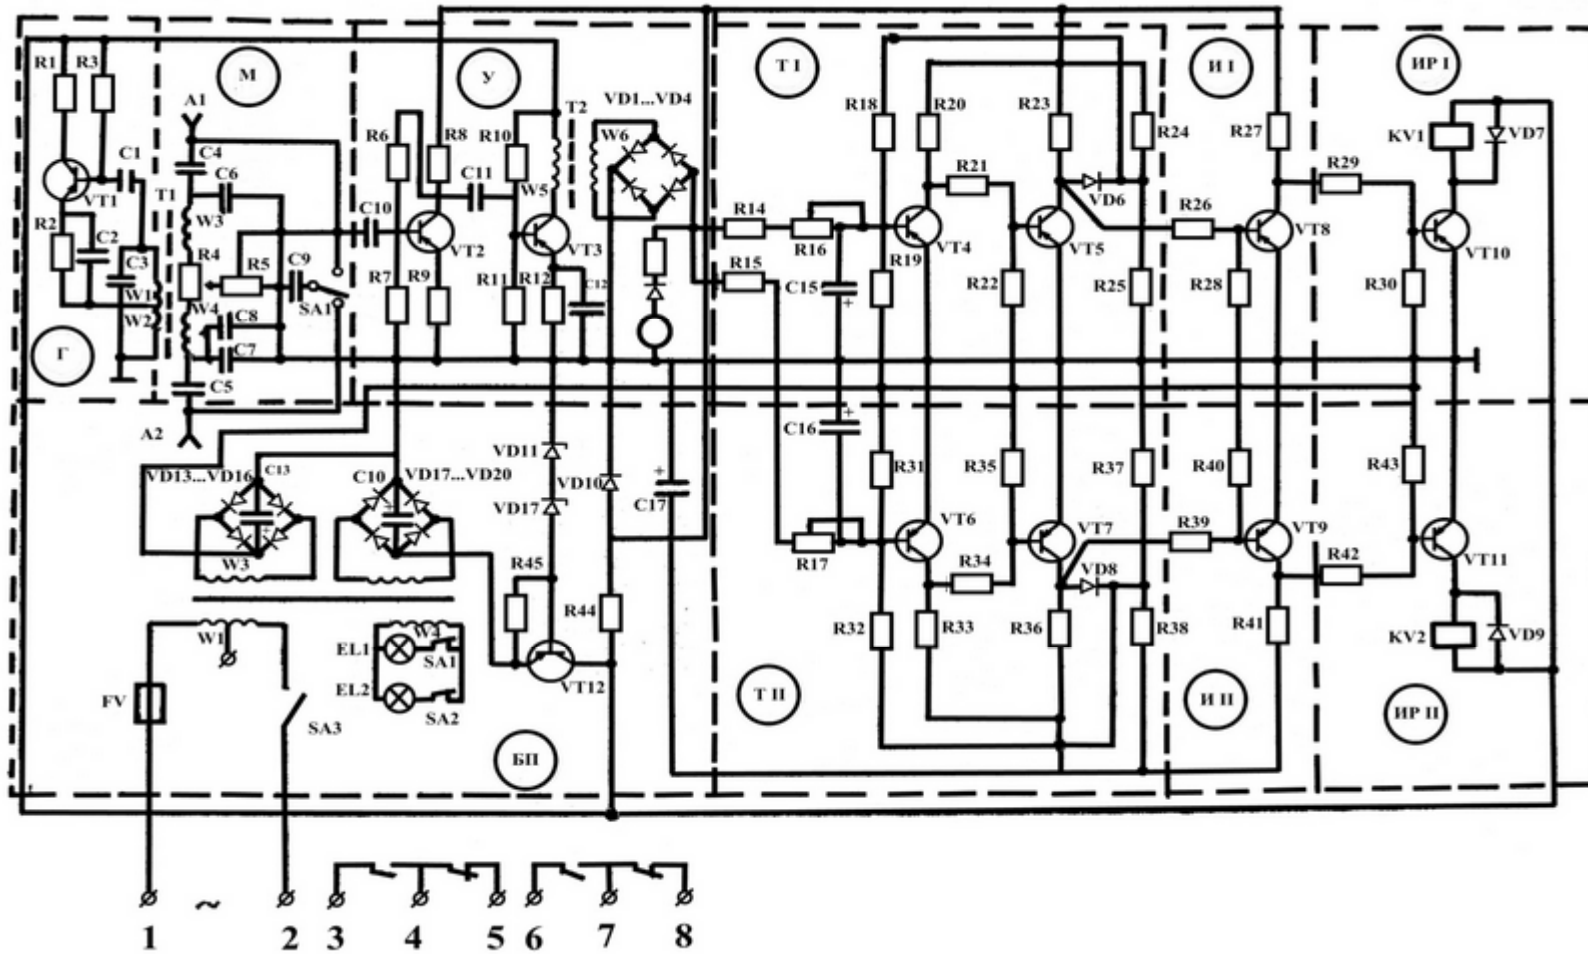 R1 R3
М
У
Т I
И I
ИР I
A1
T2
VD1...VD4
C1
C4
C6
R6 R8 R10
W6
R18 R20 R23 R24 R27
KV1 VD7
VT1
T1
W3
C11
W5
R21
R29
R2
C2
C3
R4
R5
C9
C10
VT2
VT3
R14
R16
VT4
VT5
VD6
R26
VT8
VT10
W1
W2
W4
SA1
R7 R9 R11 R12
C12
R15
C15
+
R19
R22
R25
R28
R30
Г
C8
C7
C5
A2
C16
+
VD13...VD16
C13
C10
VD17...VD20
VD11
VD17
VD10
C17
+
R31
R35
R37
R40
R43
+
+
W3
R45
R17
VT6
R34
VT7
VD8
R39
VT9
R42
VT11
R44
R32
R33
R36
R38
R41
KV2 VD9
W1
EL1
W4
SA1
EL2
SA2
VT12
FV
SA3
БП
Т II
И II
ИР II
1 ~ 2 3 4 5 6 7 8